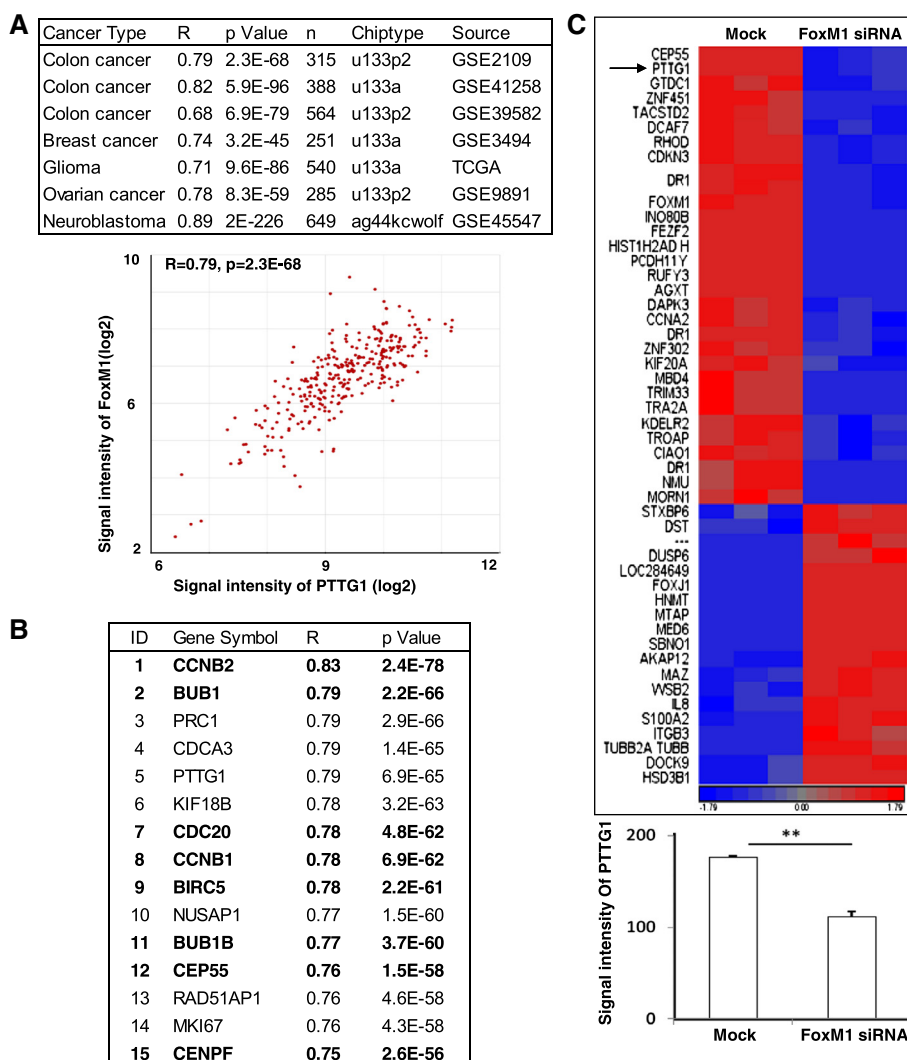 A
Cancer Type R p Value n Chiptype Source
Colon cancer 0.79 2.3E-68 315 u133p2 GSE2109
Colon cancer 0.82 5.9E-96 388 u133a GSE41258
Colon cancer 0.68 6.9E-79 564 u133p2 GSE39582
Breast cancer 0.74 3.2E-45 251 u133a GSE3494
Glioma 0.71 9.6E-86 540 u133a TCGA
Ovarian cancer 0.78 8.3E-59 285 u133p2 GSE9891
Neuroblastoma 0.89 2E-226 649 ag44kcwolf GSE45547
R=0.79, p=2.3E-68
Signal intensity of FoxM1(log2)
10
6
2
6 9 12
Signal intensity of PTTG1 (log2)
B
ID Gene Symbol R p Value
1 CCNB2 0.83 2.4E-78
2 BUB1 0.79 2.2E-66
3 PRC1 0.79 2.9E-66
4 CDCA3 0.79 1.4E-65
5 PTTG1 0.79 6.9E-65
6 KIF18B 0.78 3.2E-63
7 CDC20 0.78 4.8E-62
8 CCNB1 0.78 6.9E-62
9 BIRC5 0.78 2.2E-61
10 NUSAP1 0.77 1.5E-60
11 BUB1B 0.77 3.7E-60
12 CEP55 0.76 1.5E-58
13 RAD51AP1 0.76 4.6E-58
14 MKI67 0.76 4.3E-58
15 CENPF 0.75 2.6E-56
C
Mock FoxM1 siRNA
CEP55
PTTG1
GTDC1
ZNF451
TACSTD2
DCAF7
RHOD
CDKN3
DR1
FOXM1
INO80B
FEZF2
HIST1H2AD H
PCDH11Y
RUFY3
AGXT
DAPK3
CCNA2
DR1
ZNF302
KIF20A
MBD4
TRIM33
TRA2A
KDELR2
TROAP
CIAO1
DR1
NMU
MORN1
STXBP6
DST
---
DUSP6
LOC284649
FOXJ1
HNMT
MTAP
MED6
SBNO1
AKAP12
MAZ
WSB2
IL8
S100A2
ITGB3
TUBB2A TUBB
DOCK9
HSD3B1
-1.79 0.00 1.79
Signal intensity Of PTTG1
200
100
0
**
Mock FoxM1 siRNA